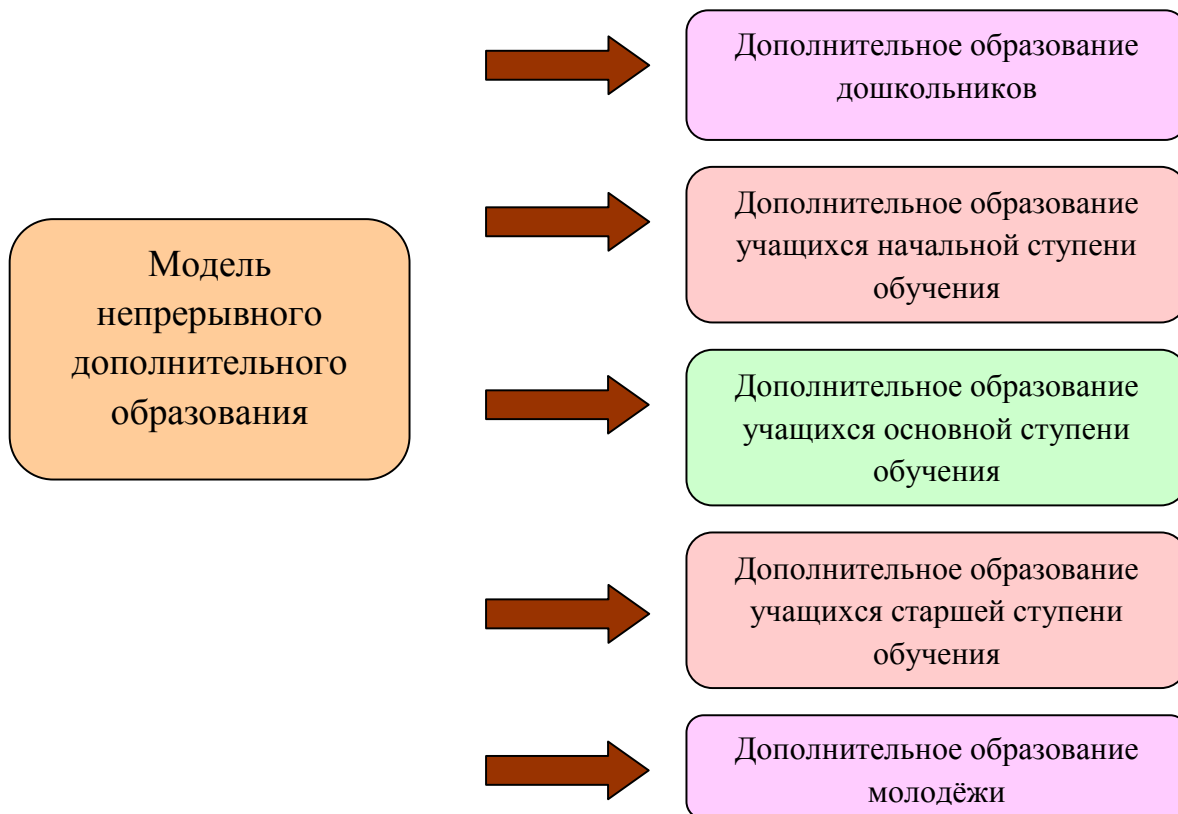 Дополнительное образование
дошкольников
Дополнительное образование
учащихся начальной ступени
обучения
Модель
непрерывного
дополнительного
образования
Дополнительное образование
учащихся основной ступени
обучения
Дополнительное образование
учащихся старшей ступени
обучения
Дополнительное образование
молодёжи